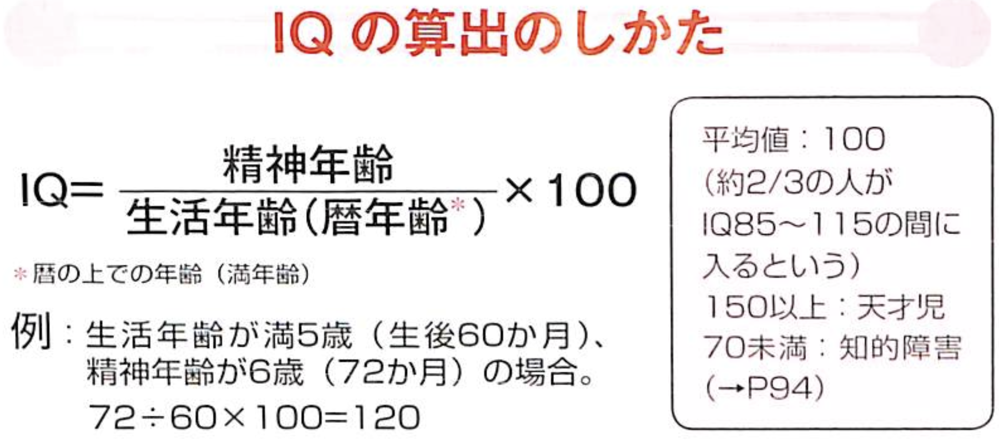 IQの算出のしかた
IQ=
精神年齢
生活年齢(暦年齢*)
×100
*暦の上での年齢（満年齢）
例：生活年齢が満5歳（生後60か月）、
精神年齢が6歳（72か月）の場合。
72÷60×100=120
平均値：100
（約2/3の人が
IQ85〜115の間に
入るという）
150以上：天才児
70未満：知的障害
(→P94)